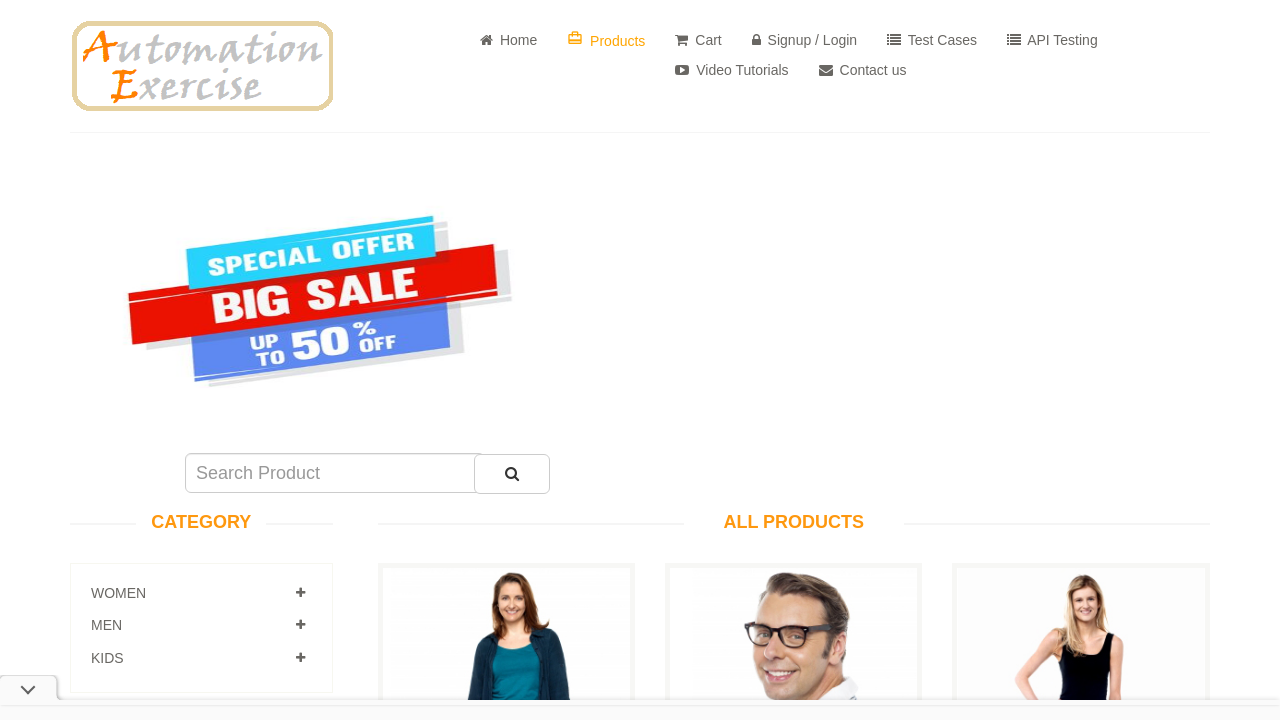 Automation
Exercise
Home
Products
Cart
Signup / Login
Test Cases
API Testing
Video Tutorials
Contact us
SPECIAL OFFER
BIG SALE
UP TO 50% OFF
Search Product
CATEGORY
ALL PRODUCTS
WOMEN
MEN
KIDS